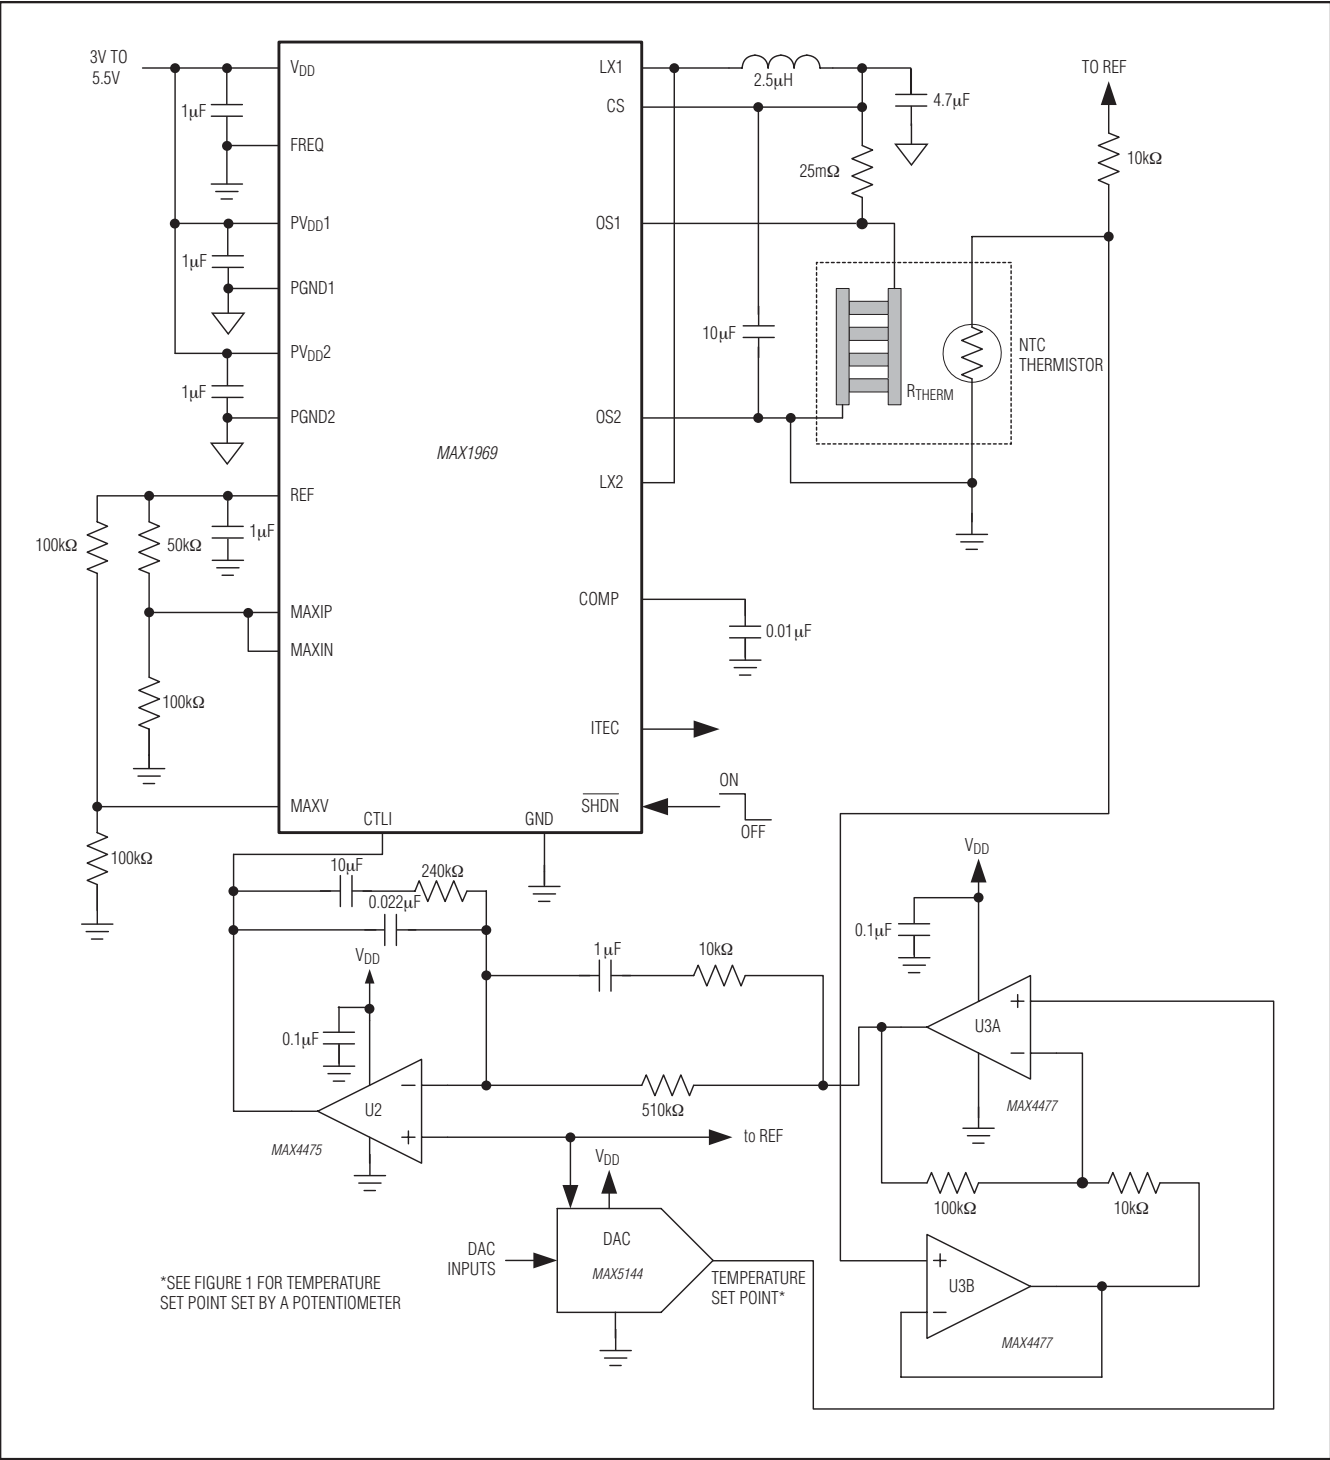 3V TO
5.5V
VDD
LX1
2.5μH
TO REF
1μF
CS
4.7μF
FREQ
10kΩ
25mΩ
PVDD1
OS1
1μF
PGND1
10μF
NTC
THERMISTOR
PVDD2
1μF
RTHERM
PGND2
OS2
MAX1969
LX2
REF
100kΩ
50kΩ
1μF
COMP
MAXIP
0.01μF
MAXIN
100kΩ
ITEC
ON
MAXV
SHDN
OFF
CTLI
GND
100kΩ
10μF
240kΩ
VDD
0.022μF
0.1μF
VDD
1μF
10kΩ
+
U3A
−
0.1μF
−
U2
+
510kΩ
MAX4477
MAX4475
to REF
VDD
100kΩ
10kΩ
DAC
MAX5144
DAC
INPUTS
TEMPERATURE
SET POINT*
+
U3B
−
MAX4477
*SEE FIGURE 1 FOR TEMPERATURE
SET POINT SET BY A POTENTIOMETER